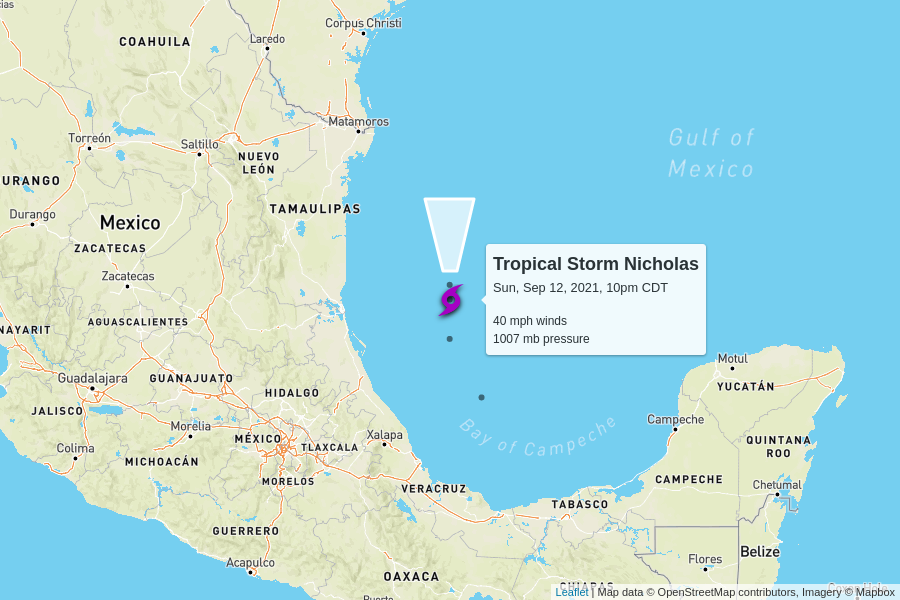 Corpus Christi
COAHUILA
Laredo
Matamoros
Torreón
Saltillo
Gulf of
Mexico
NUEVO
LEÓN
URANGO
TAMAULIPAS
Durango
Mexico
ZACATECAS
Zacatecas
Tropical Storm Nicholas
Sun, Sep 12, 2021, 10pm CDT
40 mph winds
1007 mb pressure
AGUASCALIENTES
NAYARIT
Motul
Guadalajara
GUANAJUATO
YUCATÁN
HIDALGO
JALISCO
Campeche
Bay of Campeche
Morelia
MÉXICO
Xalapa
QUINTANA
ROO
Colima
TLAXCALA
MICHOACÁN
MORELOS
CAMPECHE
Chetumal
VERACRUZ
TABASCO
GUERRERO
Belize
Flores
Acapulco
OAXACA
CHIAPAS
Puerto
Leaflet | Map data © OpenStreetMap contributors, Imagery © Mapbox